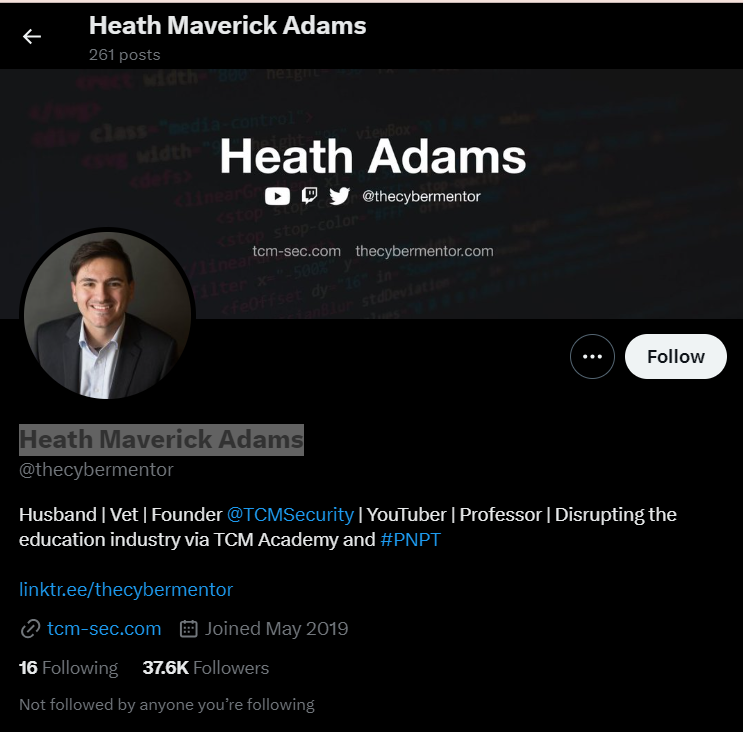 Heath Maverick Adams
261 posts
Heath Adams
@thecybermentor
tcm-sec.com thecybermentor.com
Follow
Heath Maverick Adams
@thecybermentor
Husband | Vet | Founder @TCMSecurity | YouTuber | Professor | Disrupting the
education industry via TCM Academy and #PNPT
linktr.ee/thecybermentor
tcm-sec.com Joined May 2019
16 Following 37.6K Followers
Not followed by anyone you're following